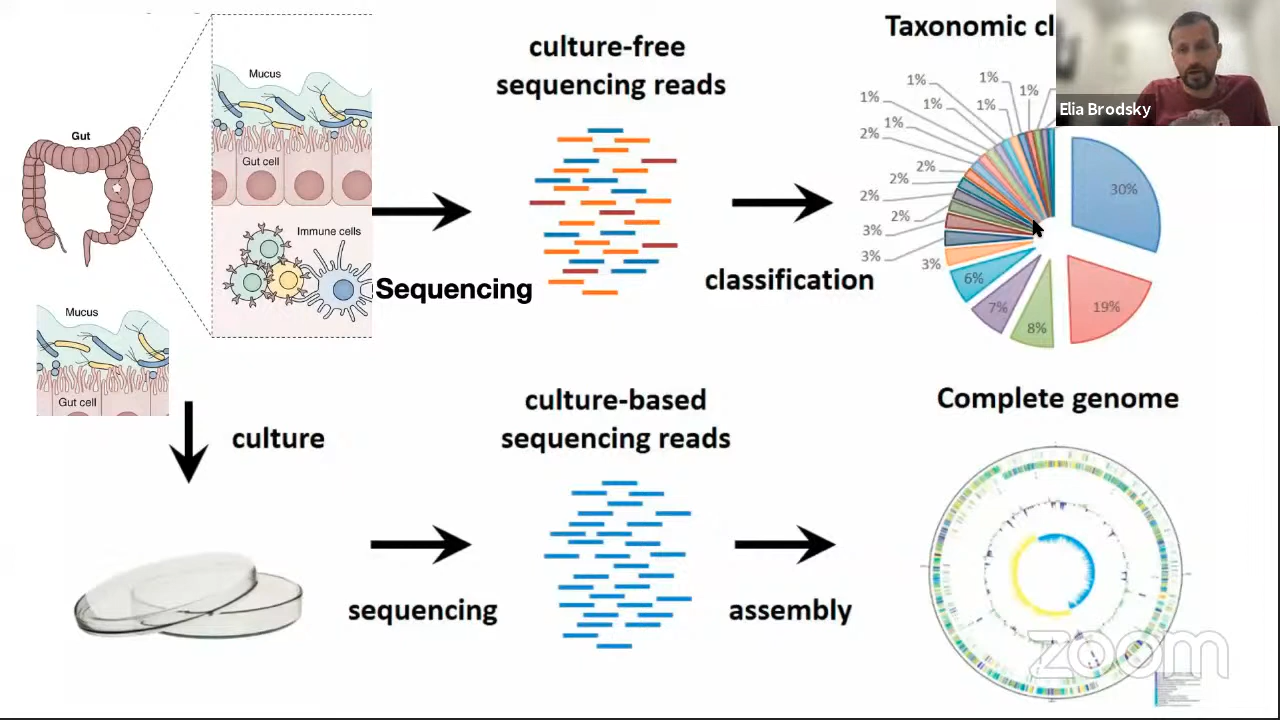 Mucus
Gut
Gut cell
Immune cells
Mucus
Gut cell
culture-free
sequencing reads
Sequencing
classification
Taxonomic cl
Elia Brodsky
1%
1%
1%
1%
1%
1%
1%
2%
2%
2%
2%
2%
3%
3%
3%
6%
7%
8%
19%
30%
culture
culture-based
sequencing reads
sequencing
assembly
Complete genome
zoom